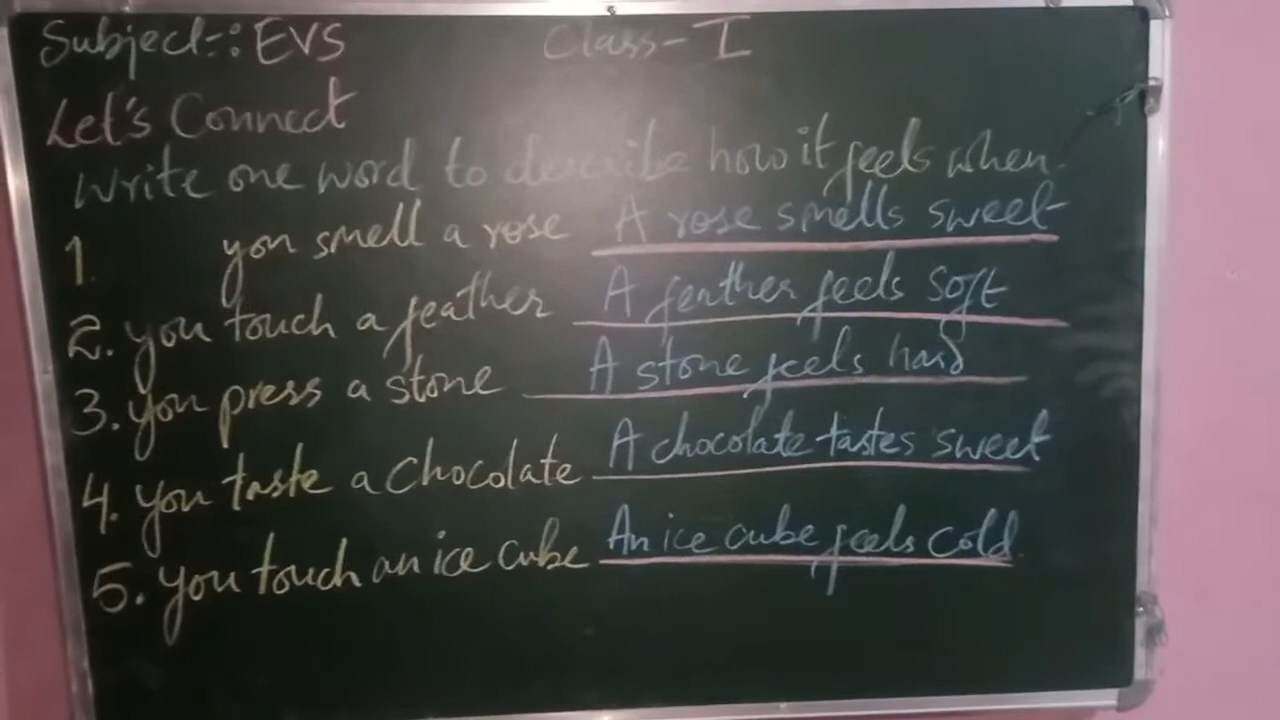 Subject-: EVS Class-I
Let's Connect
Write one word to describe how it feels when.
1. you smell a rose A rose smells sweet
2. you touch a feather A feather feels soft
3. you press a stone A stone feels hard
4. you taste a chocolate A chocolate tastes sweet
5. you touch an ice cube An ice cube feels cold.